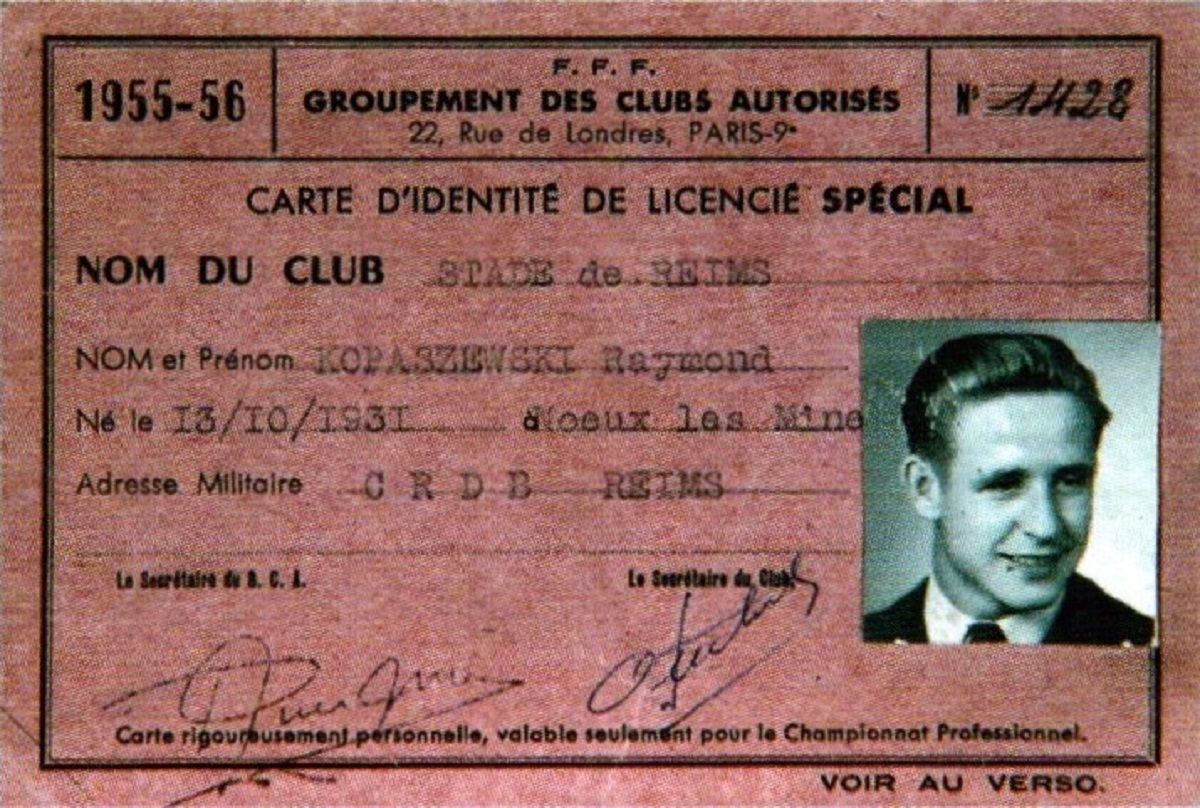 1955-56
F. F. F.
GROUPEMENT DES CLUBS AUTORISÉS
22, Rue de Londres, PARIS-9e
N° 1428
CARTE D'IDENTITÉ DE LICENCIÉ SPÉCIAL
NOM DU CLUB STADE de REIMS
NOM et Prénom KOPASZEWSKI Raymond
Né le 13/10/1931 à Noeux les Mine
Adresse Militaire C R D B REIMS
Le Secrétaire du G. C. A. Le Secrétaire du Club.
Carte rigoureusement personnelle, valable seulement pour le Championnat Professionnel.
VOIR AU VERSO.